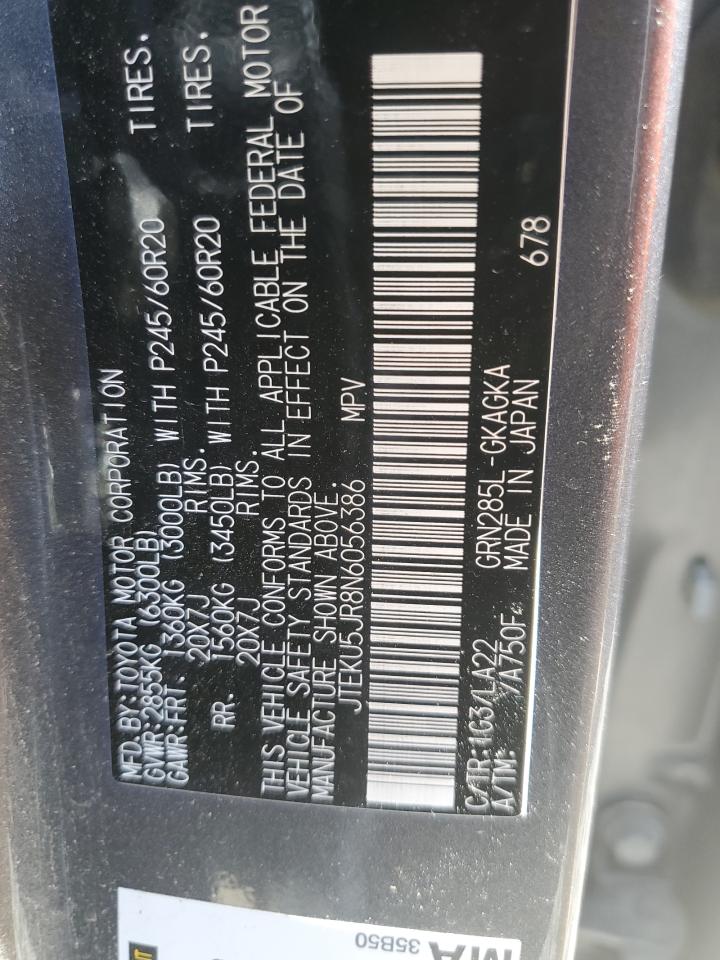 MFD. BY: TOYOTA MOTOR CORPORATION
GVWR: 2855KG (6300LB)
GAWR: FRT. 1360KG (3000LB) WITH P245/60R20 TIRES.
20X7J RIMS.
RR. 1560KG (3450LB) WITH P245/60R20 TIRES.
20X7J RIMS.
THIS VEHICLE CONFORMS TO ALL APPLICABLE FEDERAL MOTOR
VEHICLE SAFETY STANDARDS IN EFFECT ON THE DATE OF
MANUFACTURE SHOWN ABOVE.
JTEKU5JR8N6056386 MPV
C/TR: 1G3/LA22 GRN285L-GKAGKA
A/TM: /A750F MADE IN JAPAN 678
MA
35B50